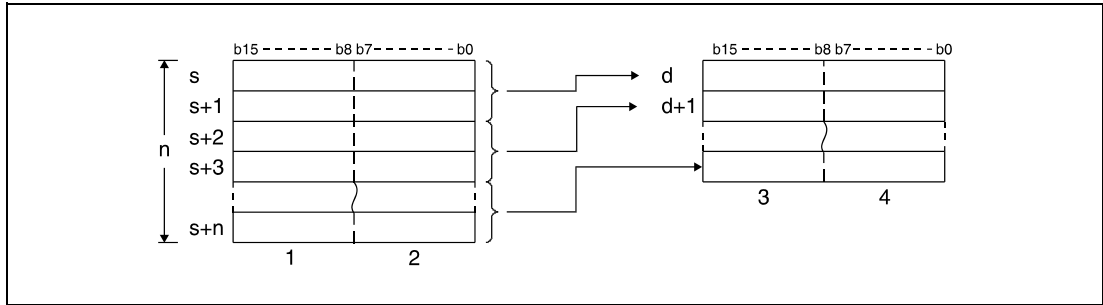 b15 ------ b8 b7 ------ b0
b15 ------ b8 b7 ------ b0
s
d
s+1
d+1
s+2
n
s+3
s+n
1
2
3
4